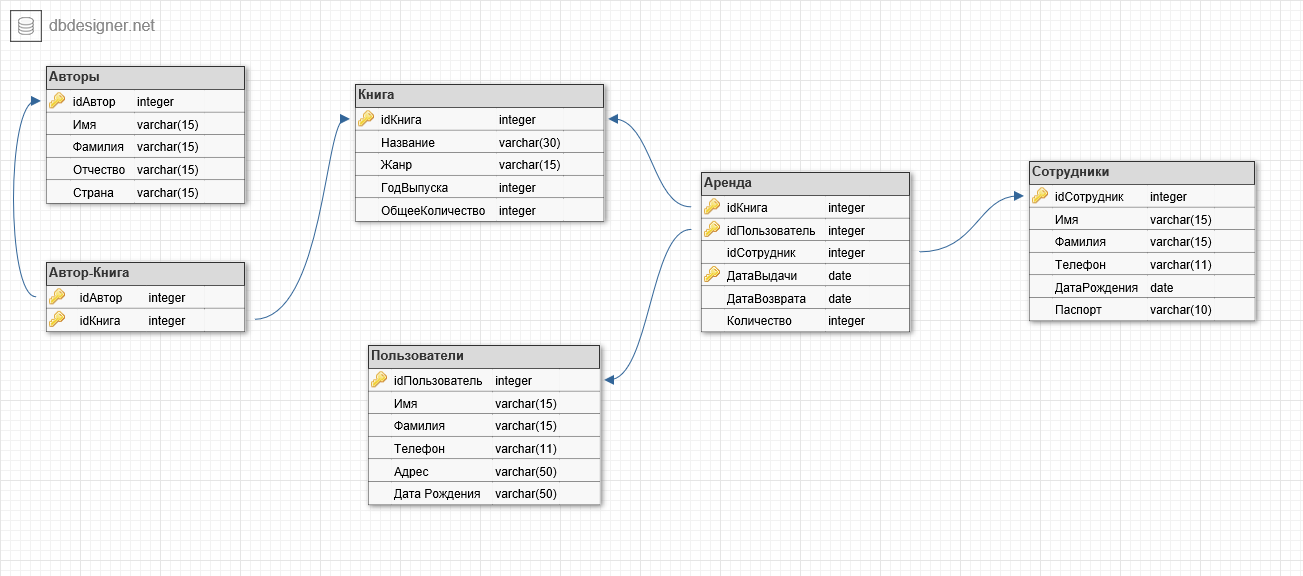 dbdesigner.net
Авторы
idАвтор integer
Имя varchar(15)
Фамилия varchar(15)
Отчество varchar(15)
Страна varchar(15)
Автор-Книга
idАвтор integer
idКнига integer
Книга
idКнига integer
Название varchar(30)
Жанр varchar(15)
ГодВыпуска integer
ОбщееКоличество integer
Пользователи
idПользователь integer
Имя varchar(15)
Фамилия varchar(15)
Телефон varchar(11)
Адрес varchar(50)
Дата Рождения varchar(50)
Аренда
idКнига integer
idПользователь integer
idСотрудник integer
ДатаВыдачи date
ДатаВозврата date
Количество integer
Сотрудники
idСотрудник integer
Имя varchar(15)
Фамилия varchar(15)
Телефон varchar(11)
ДатаРождения date
Паспорт varchar(10)